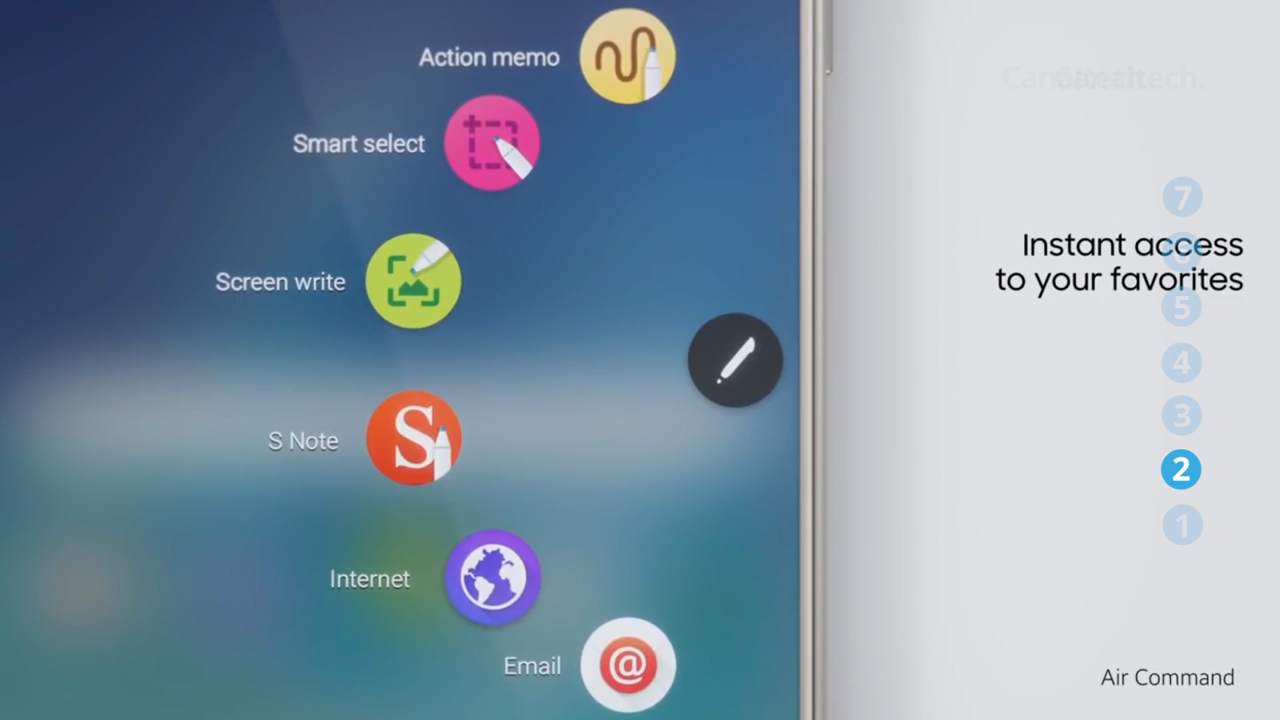 Action memo
Smart select
Screen write
S Note
S
Internet
Email
@
7
Instant access
6
to your favorites
5
4
3
2
1
Air Command